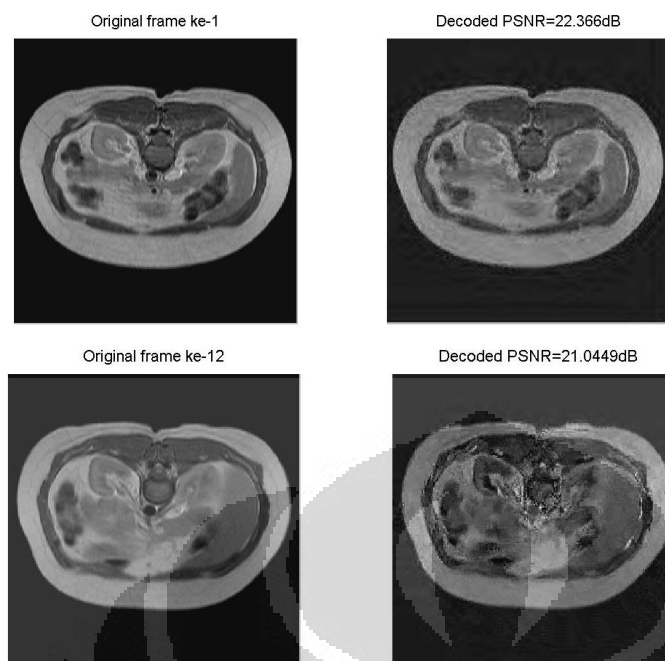 Original frame ke-1
Decoded PSNR=22.366dB
Original frame ke-12
Decoded PSNR=21.0449dB